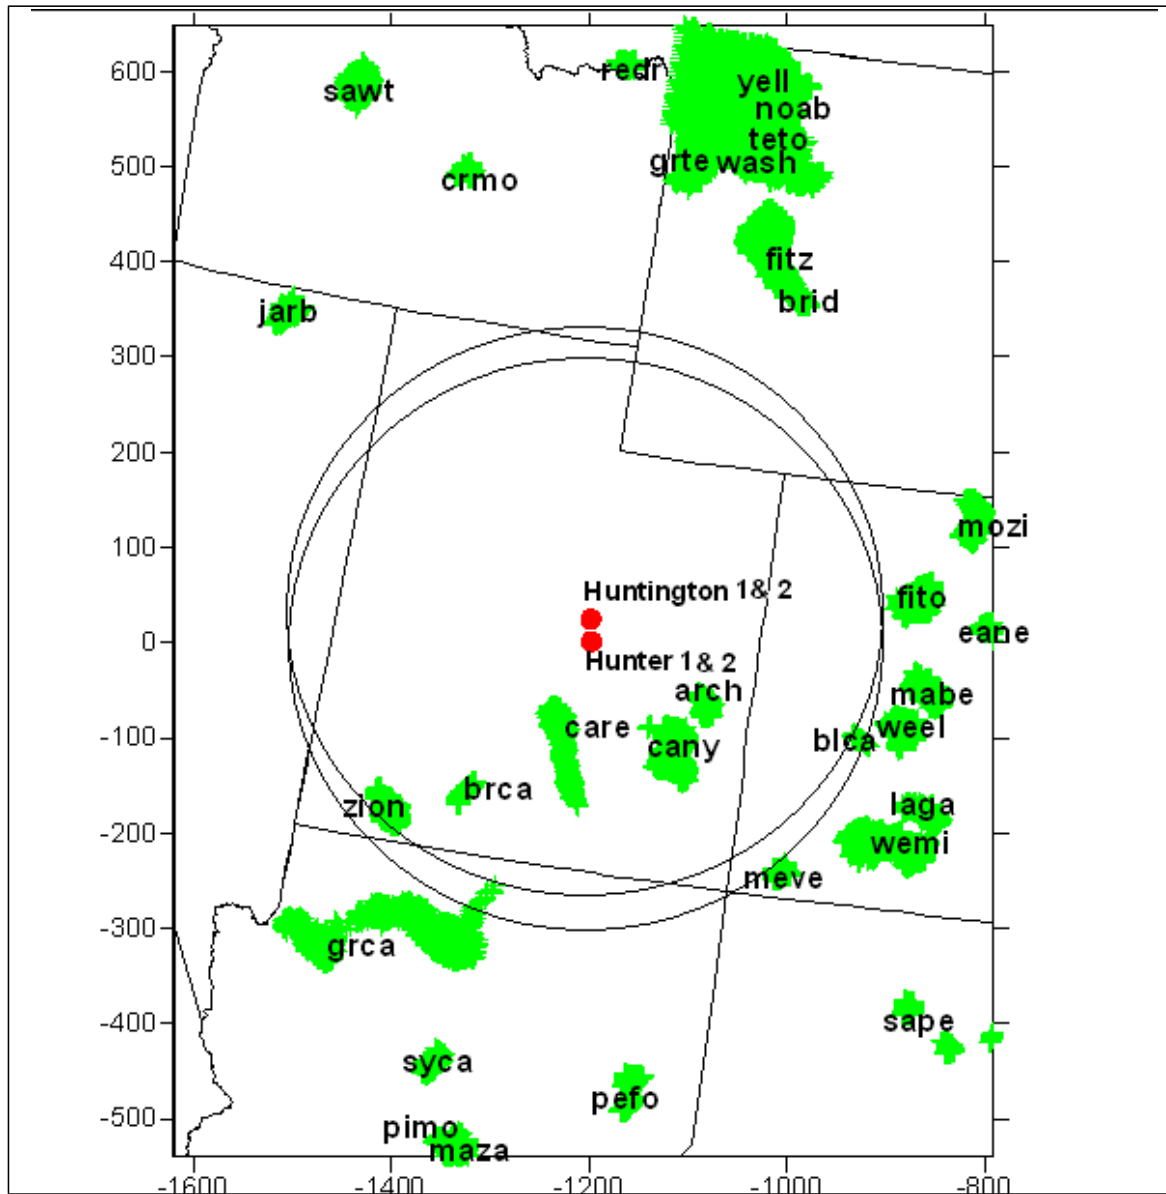 600
redr
yell
sawt
noab
teto
500
grte wash
crmo
400
fitz
brid
jarb
300
200
mozi
100
Huntington 1& 2
fito
0
eane
Hunter 1& 2
arch
mabe
care
weel
-100
cany
blca
brca
laga
zion
-200
wemi
meve
-300
grca
-400
sape
syca
-500
pefo
pimo
maza
-1600
-1400
-1200
-1000
-800